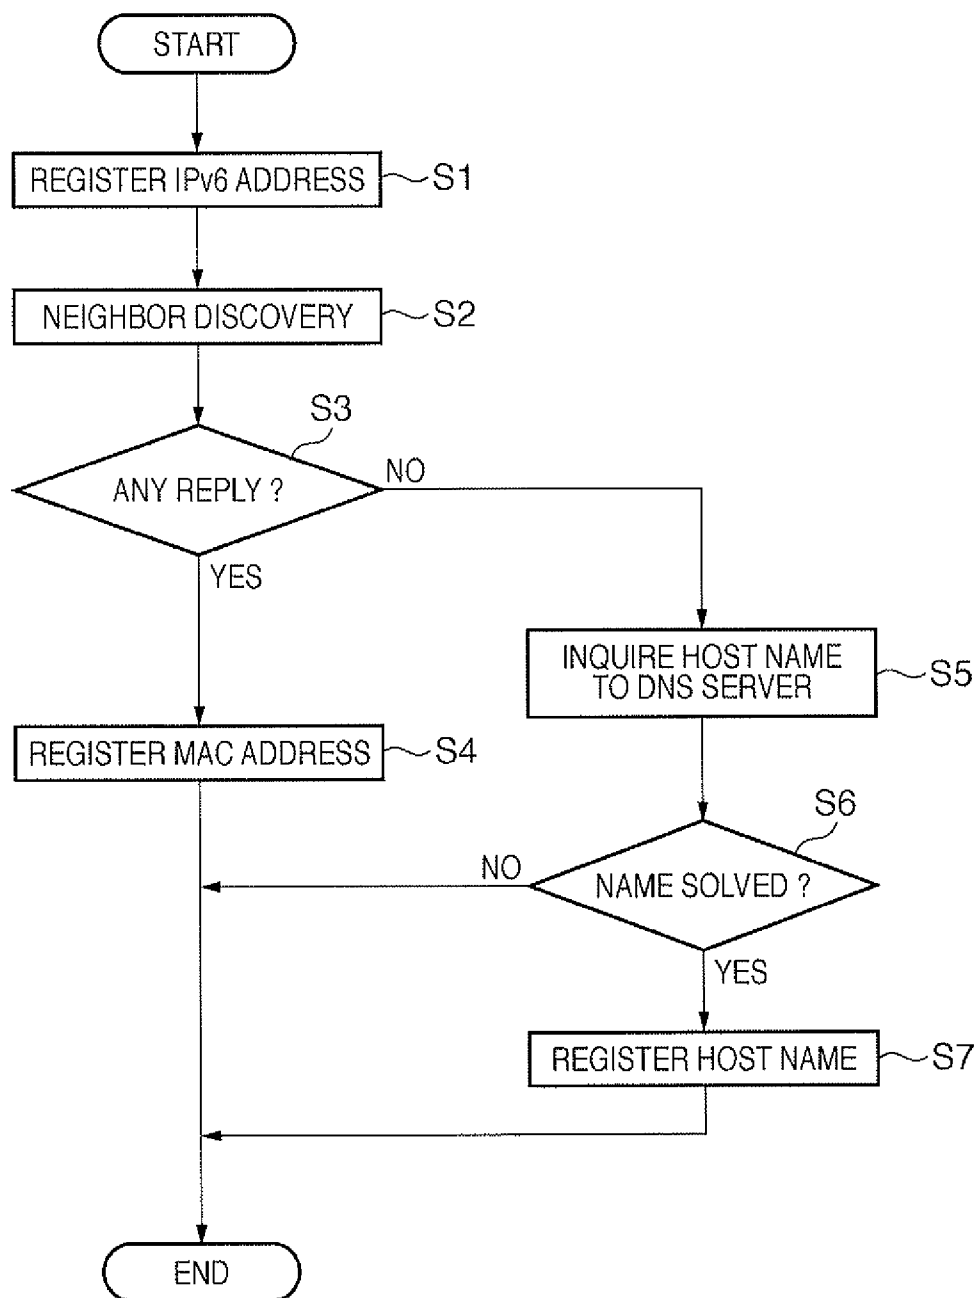 START
REGISTER IPv6 ADDRESS
S1
NEIGHBOR DISCOVERY
S2
S3
ANY REPLY ?
NO
YES
INQUIRE HOST NAME
TO DNS SERVER
S5
REGISTER MAC ADDRESS
S4
S6
NO
NAME SOLVED ?
YES
REGISTER HOST NAME
S7
END